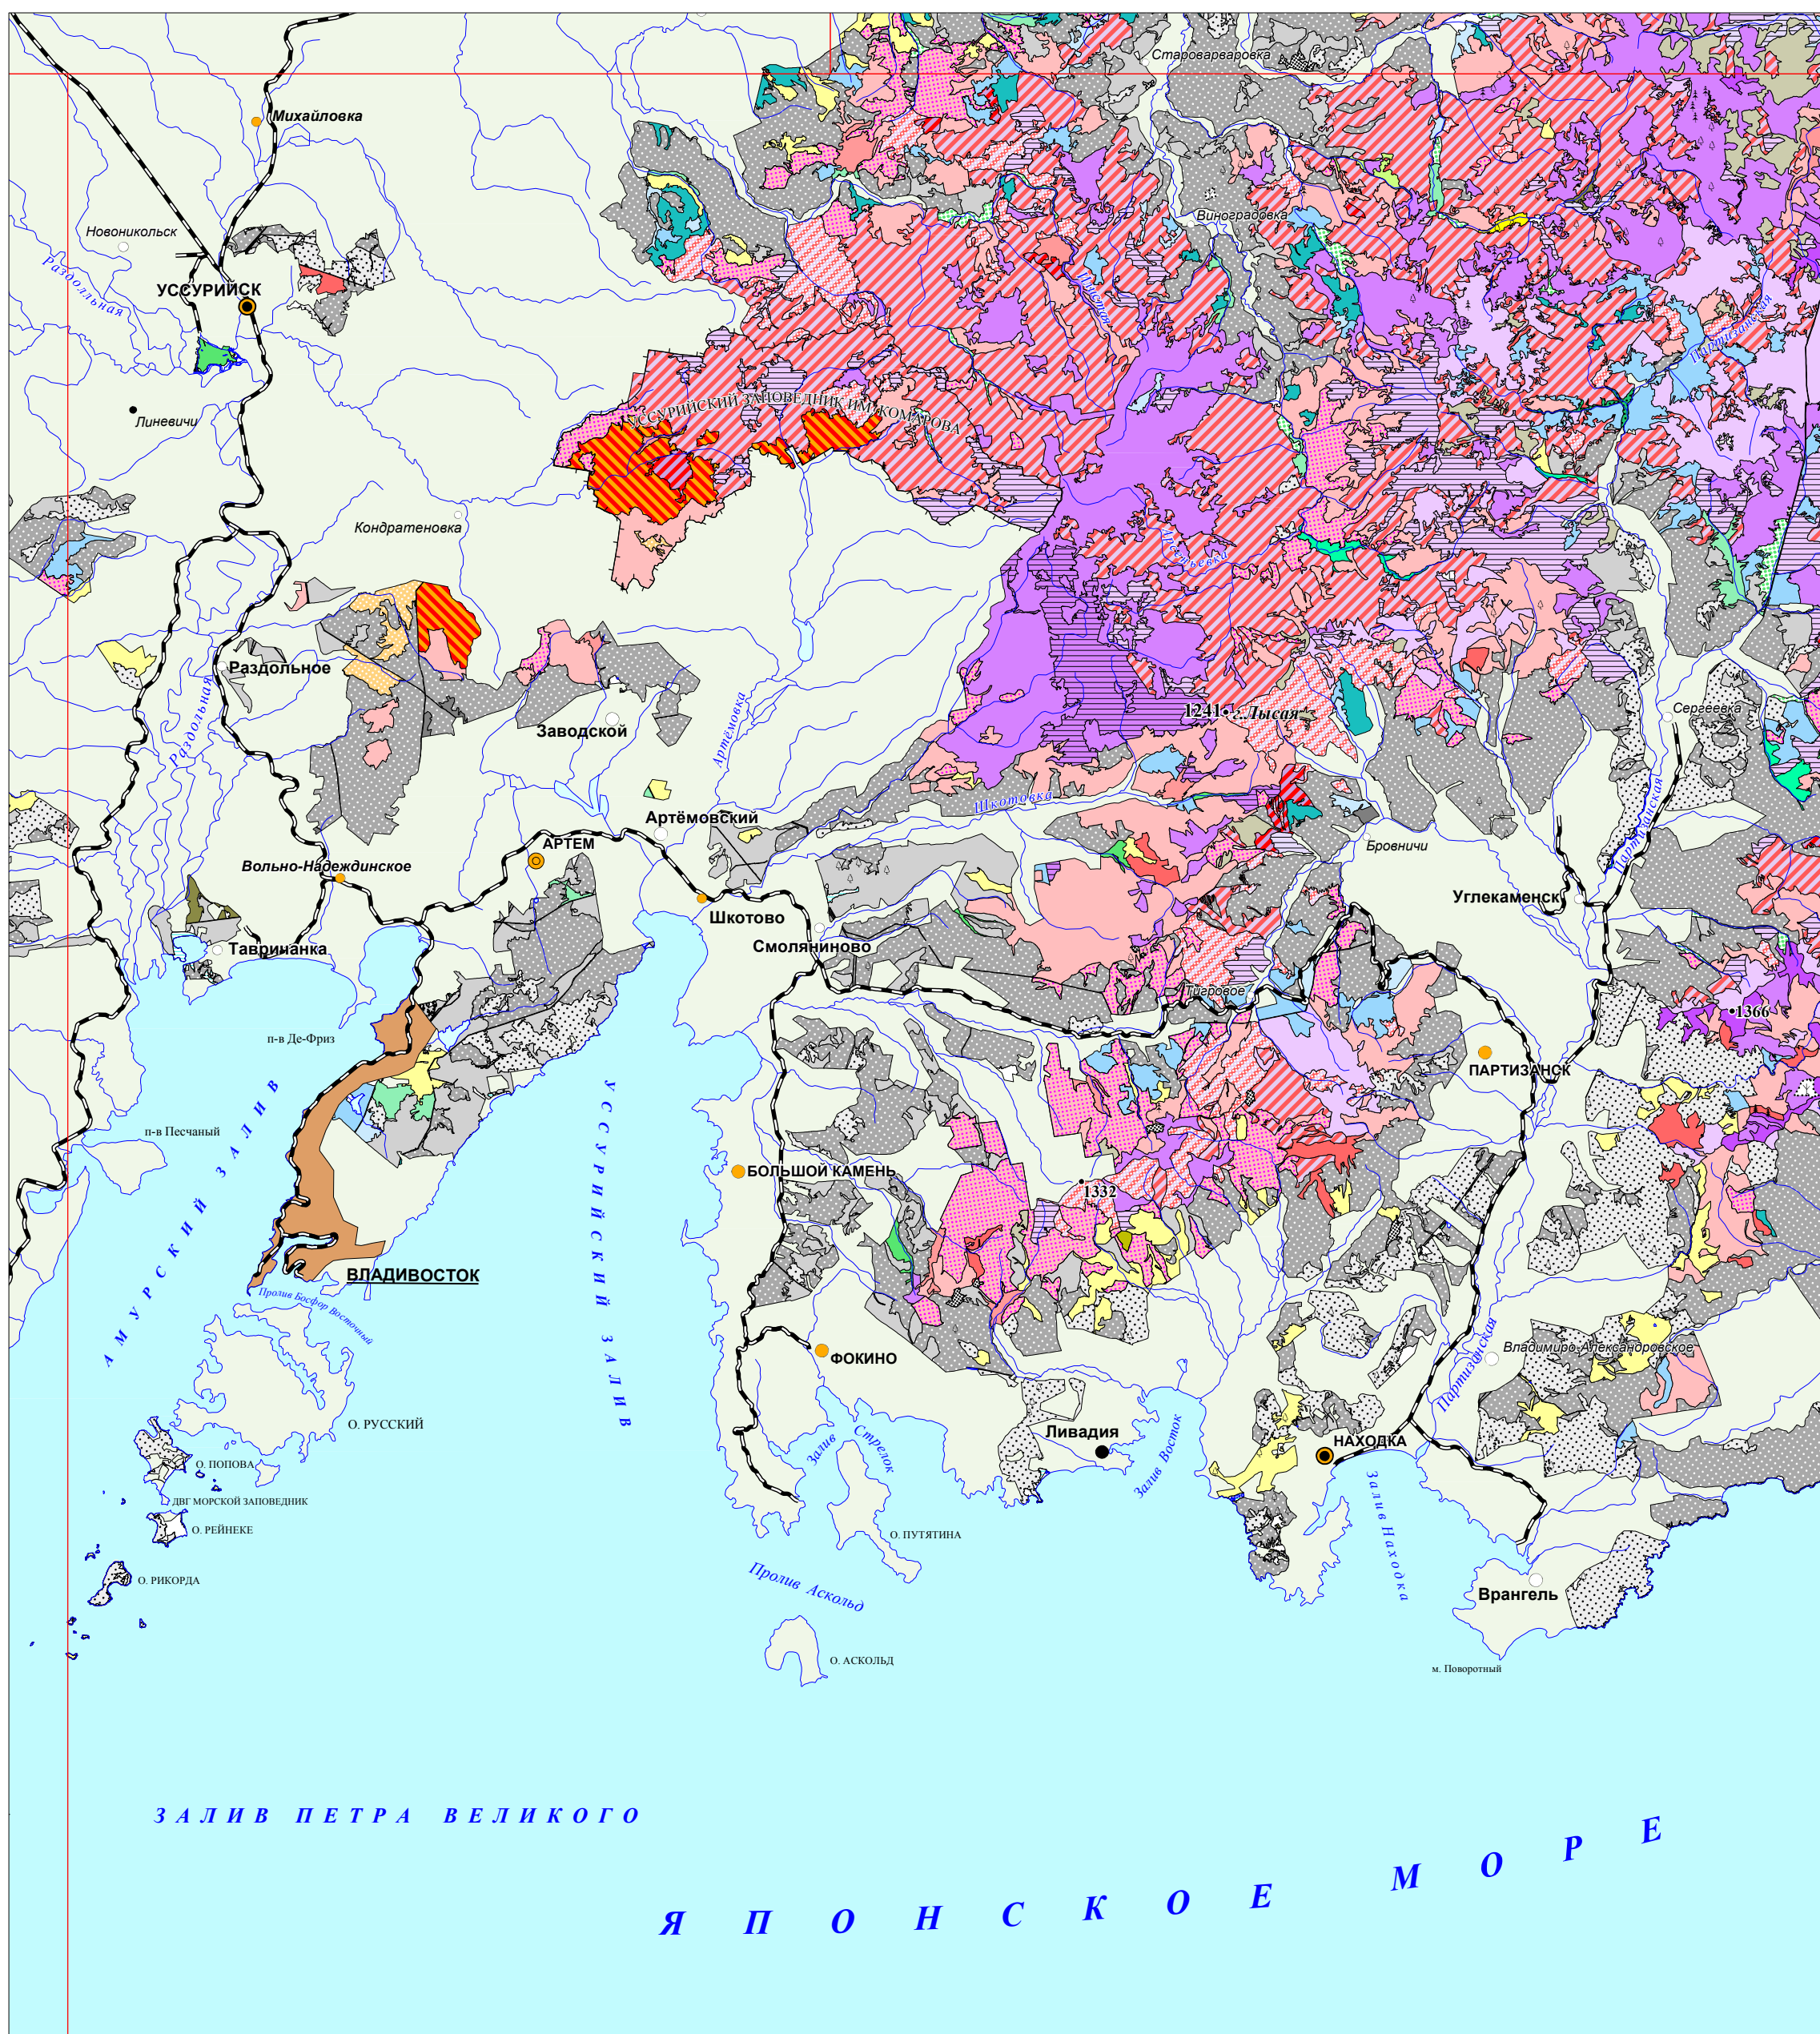 Староварваровка
Михайловка
Виноградовка
Новоникольск
Раздолльная
УССУРИЙСК
Партизанская
УССУРИЙСКИЙ ЗАПОВЕДНИК ИМ. КОМАРОВА
Линевичи
Кондратеновка
Раздольное
Раздольная
Заводской
Артёмовка
1241 г.Лысая
Сергеевка
Шкотовка
Партизанская
Артёмовский
АРТЕМ
Бровничи
Вольно-Надеждинское
Углекаменск
Шкотово
Смоляниново
Тавричанка
Тигровое
1366
п-в Де-Фриз
ПАРТИЗАНСК
п-в Песчаный
АМУРСКИЙ ЗАЛИВ
УССУРИЙСКИЙ ЗАЛИВ
БОЛЬШОЙ КАМЕНЬ
1332
ВЛАДИВОСТОК
Пролив Босфор Восточный
ФОКИНО
Владимиро-Александровское
Партизанская
О. РУССКИЙ
Залив Стрелок
Ливадия
Залив Восток
НАХОДКА
Залив Находка
О. ПОПОВА
ДВГ МОРСКОЙ ЗАПОВЕДНИК
О. РЕЙНЕКЕ
О. ПУТЯТИНА
О. РИКОРДА
Пролив Аскольд
Врангель
О. АСКОЛЬД
м. Поворотный
ЗАЛИВ ПЕТРА ВЕЛИКОГО
ЯПОНСКОЕ МОРЕ